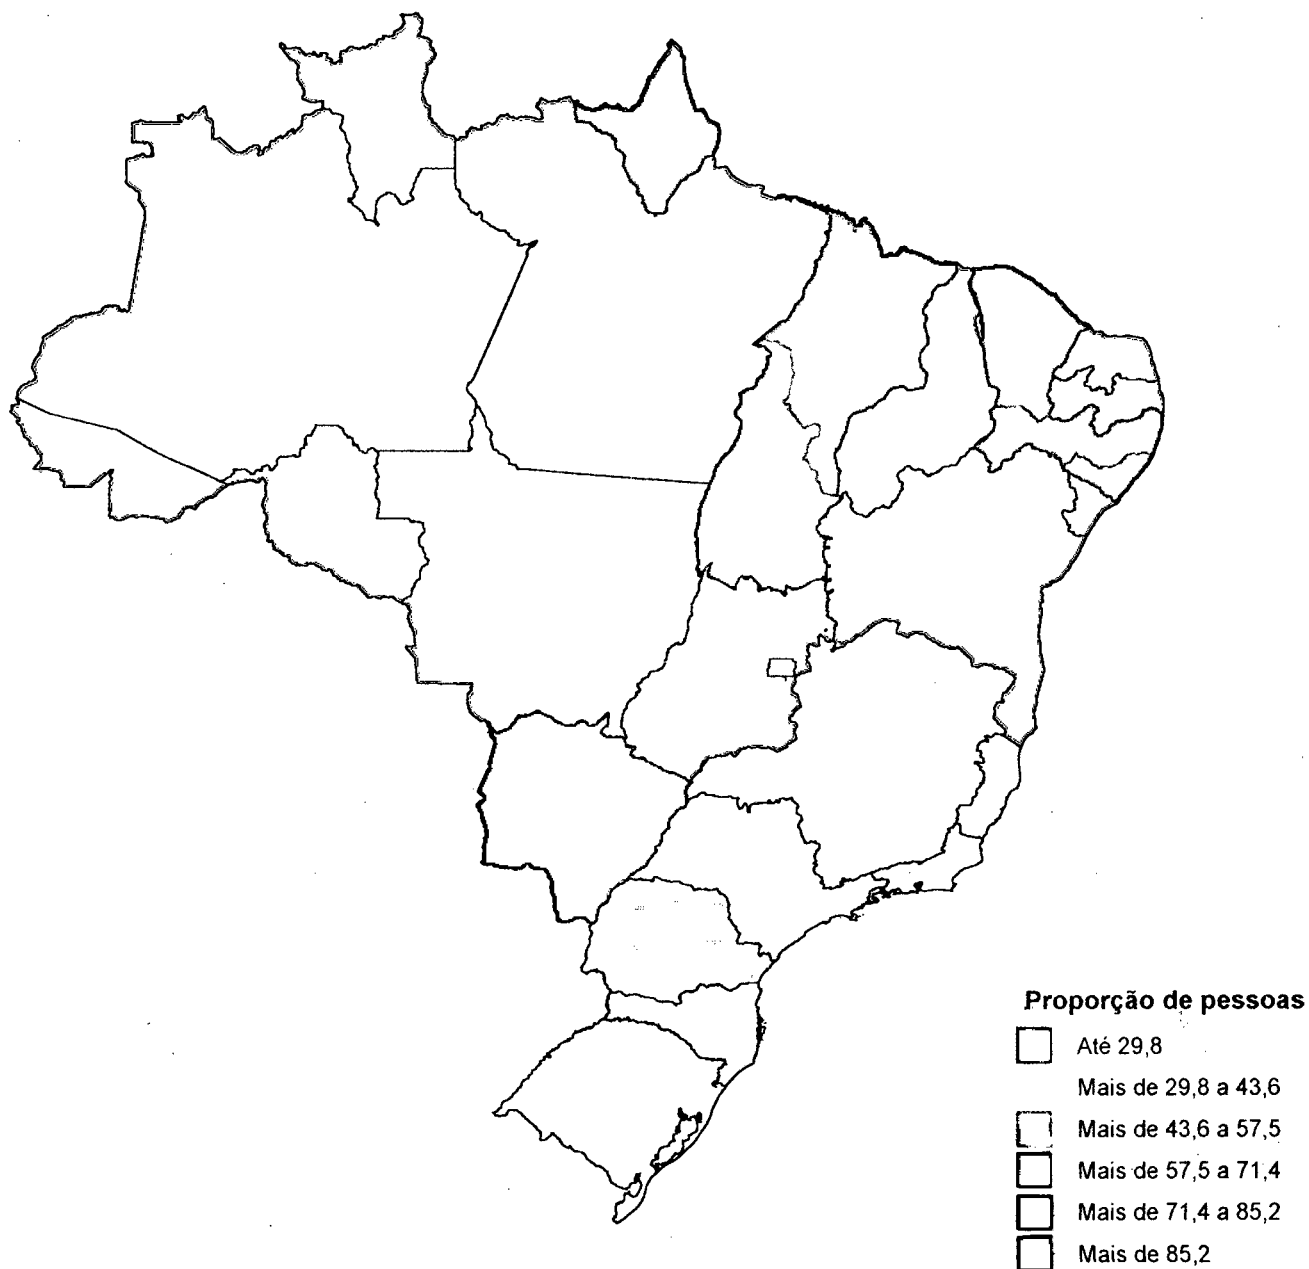 Proporção de pessoas
Até 29,8
Mais de 29,8 a 43,6
Mais de 43,6 a 57,5
Mais de 57,5 a 71,4
Mais de 71,4 a 85,2
Mais de 85,2